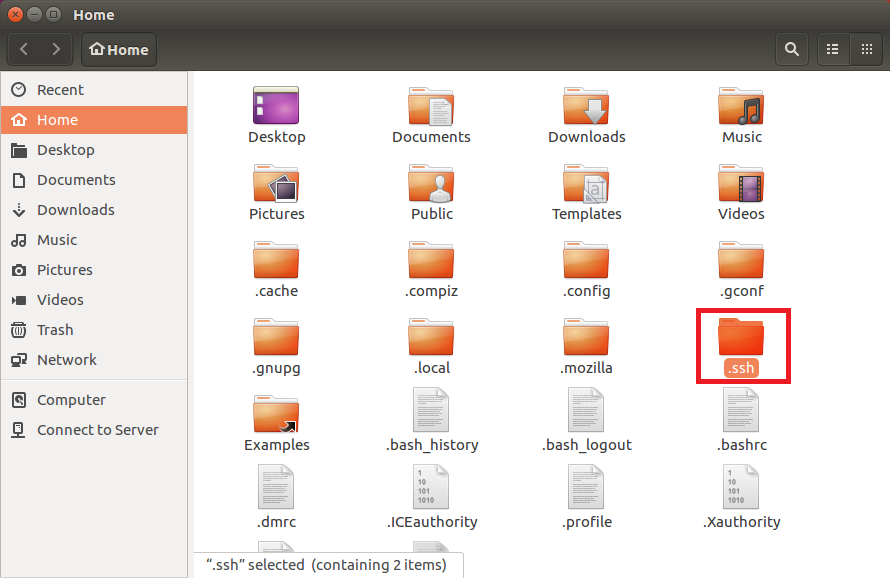 Home
Home
Recent
Home
Desktop
Documents
Downloads
Music
Pictures
Videos
Trash
Network
Computer
Connect to Server
Desktop
Documents
Downloads
Music
Pictures
Public
Templates
Videos
.cache
.compiz
.config
.gconf
.gnupg
.local
.mozilla
.ssh
Examples
.bash_history
.bash_logout
.bashrc
.dmrc
.ICEauthority
.profile
.Xauthority
“.ssh” selected (containing 2 items)